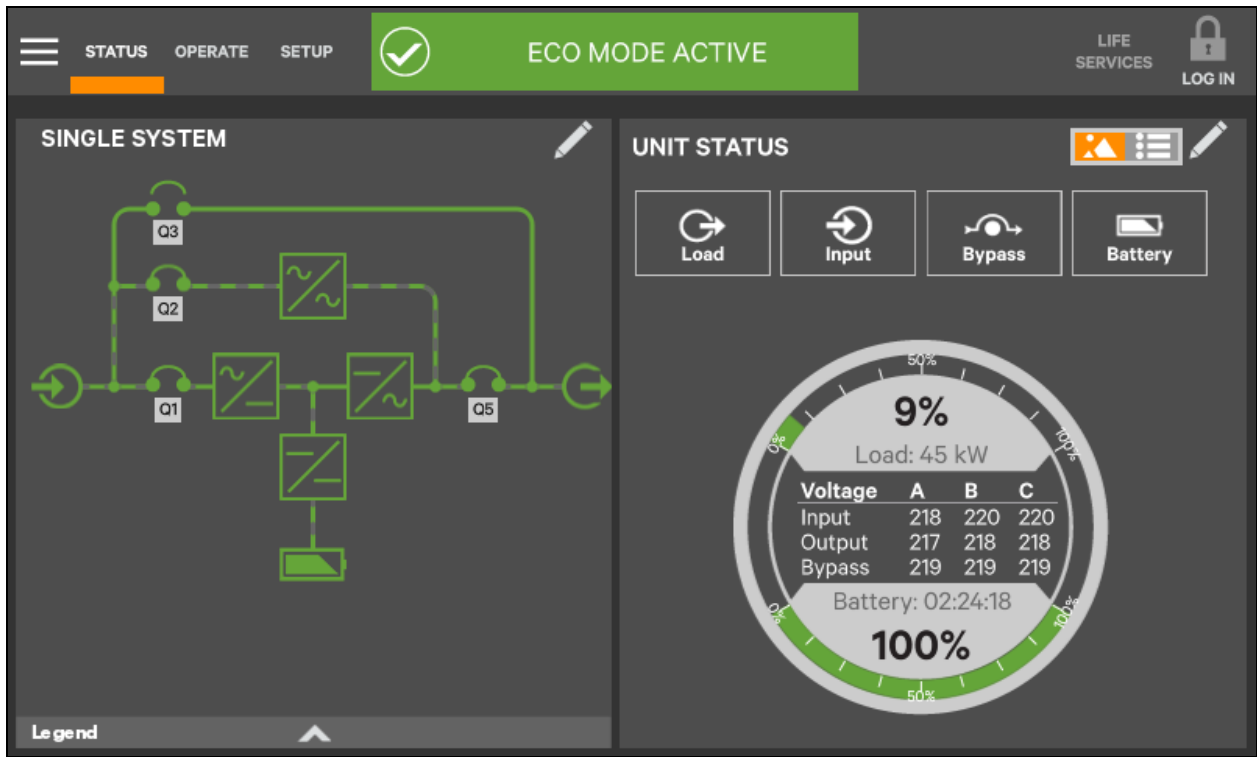 STATUS OPERATE SETUP
ECO MODE ACTIVE
LIFE
SERVICES
LOG IN
SINGLE SYSTEM
Q3
Q2
Q1
Q5
Legend
UNIT STATUS
Load Input Bypass Battery
50%
0%
100%
9%
Load: 45 kW
Voltage A B C
Input 218 220 220
Output 217 218 218
Bypass 219 219 219
Battery: 02:24:18
100%
0%
100%
50%